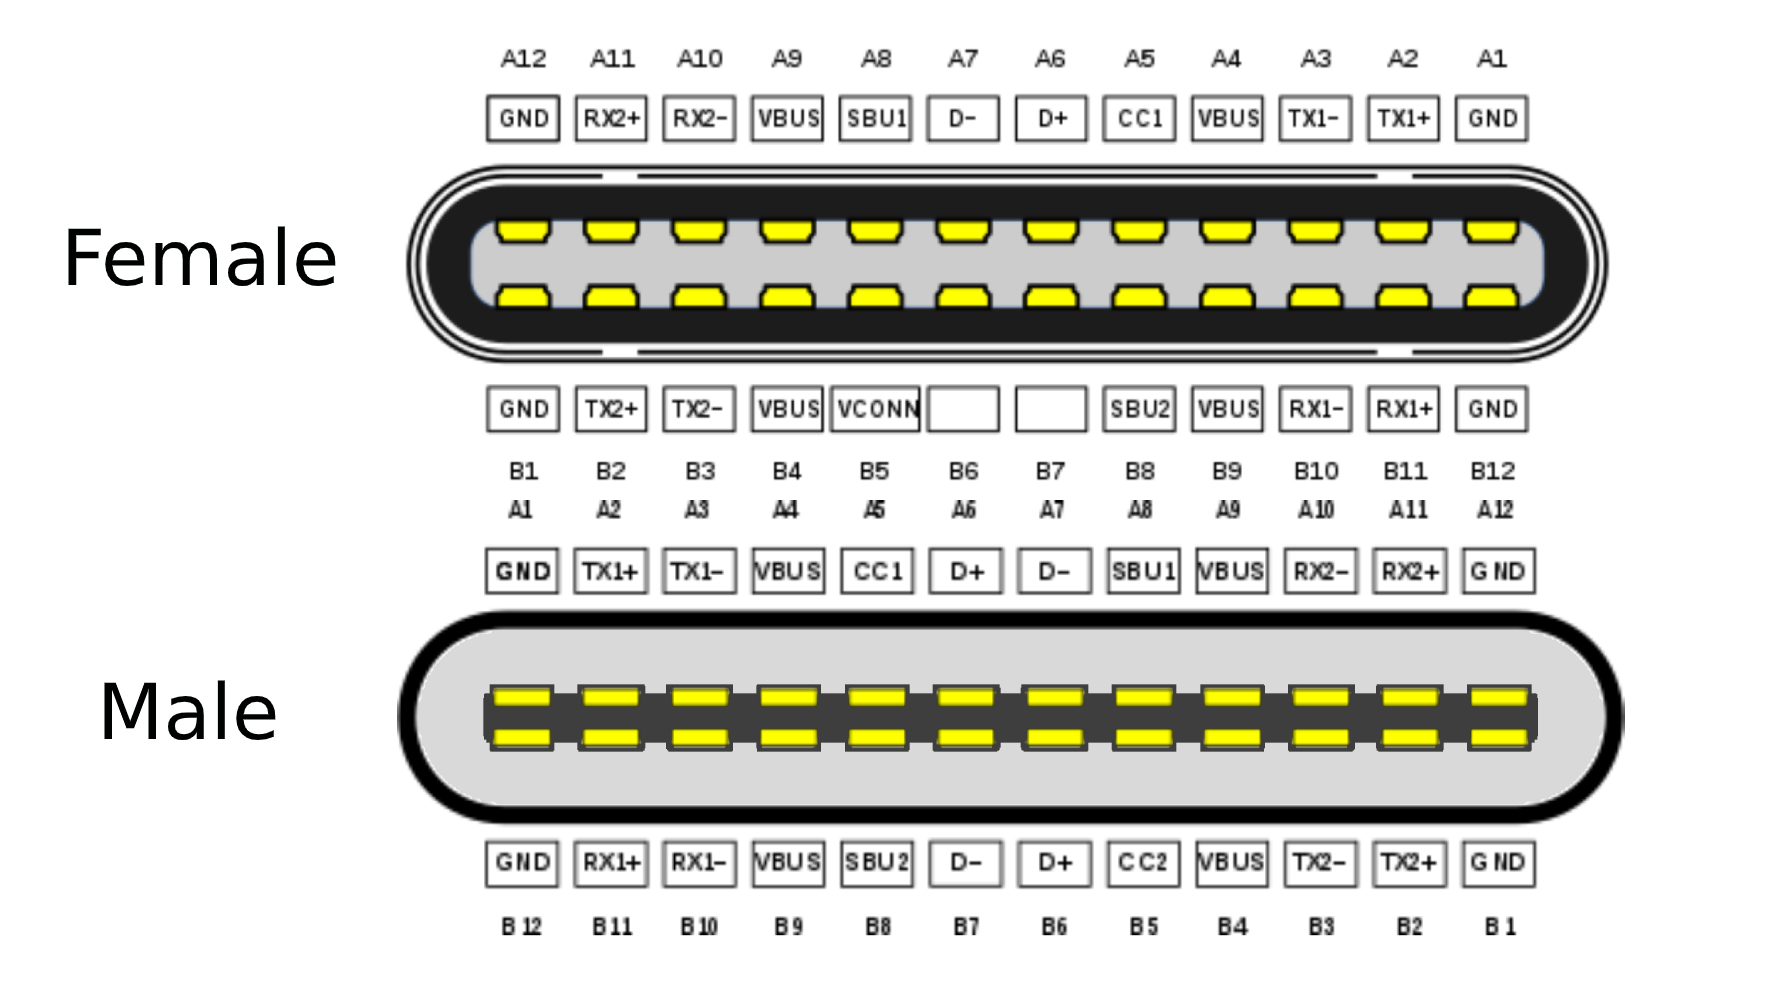 A12 A11 A10 A9 A8 A7 A6 A5 A4 A3 A2 A1
GND RX2+ RX2- VBUS SBU1 D- D+ CC1 VBUS TX1- TX1+ GND
Female
GND TX2+ TX2- VBUS VCONN SBU2 VBUS RX1- RX1+ GND
B1 B2 B3 B4 B5 B6 B7 B8 B9 B10 B11 B12
A1 A2 A3 A4 A5 A6 A7 A8 A9 A10 A11 A12
GND TX1+ TX1- VBUS CC1 D+ D- SBU1 VBUS RX2- RX2+ GND
Male
GND RX1+ RX1- VBUS SBU2 D- D+ CC2 VBUS TX2- TX2+ GND
B12 B11 B10 B9 B8 B7 B6 B5 B4 B3 B2 B1